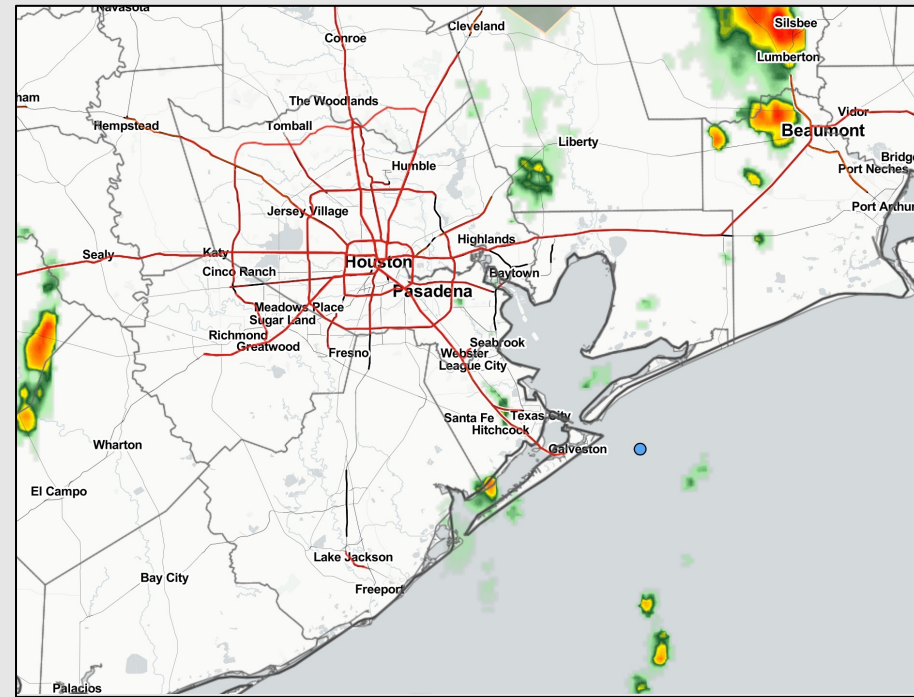 Navasota
Silsbee
Cleveland
Conroe
Lumberton
ham
The Woodlands
Vidor
Hempstead
Tomball
Beaumont
Liberty
Bridge
Humble
Port Neches
Port Arthur
Jersey Village
Highlands
Sealy
Katy
Houston
Cinco Ranch
Baytown
Pasadena
Meadows Place
Sugar Land
Richmond
Greatwood
Fresno
Seabrook
Webster
League City
Santa Fe
Texas City
Hitchcock
Wharton
Galveston
El Campo
Lake Jackson
Bay City
Freeport
Palacios